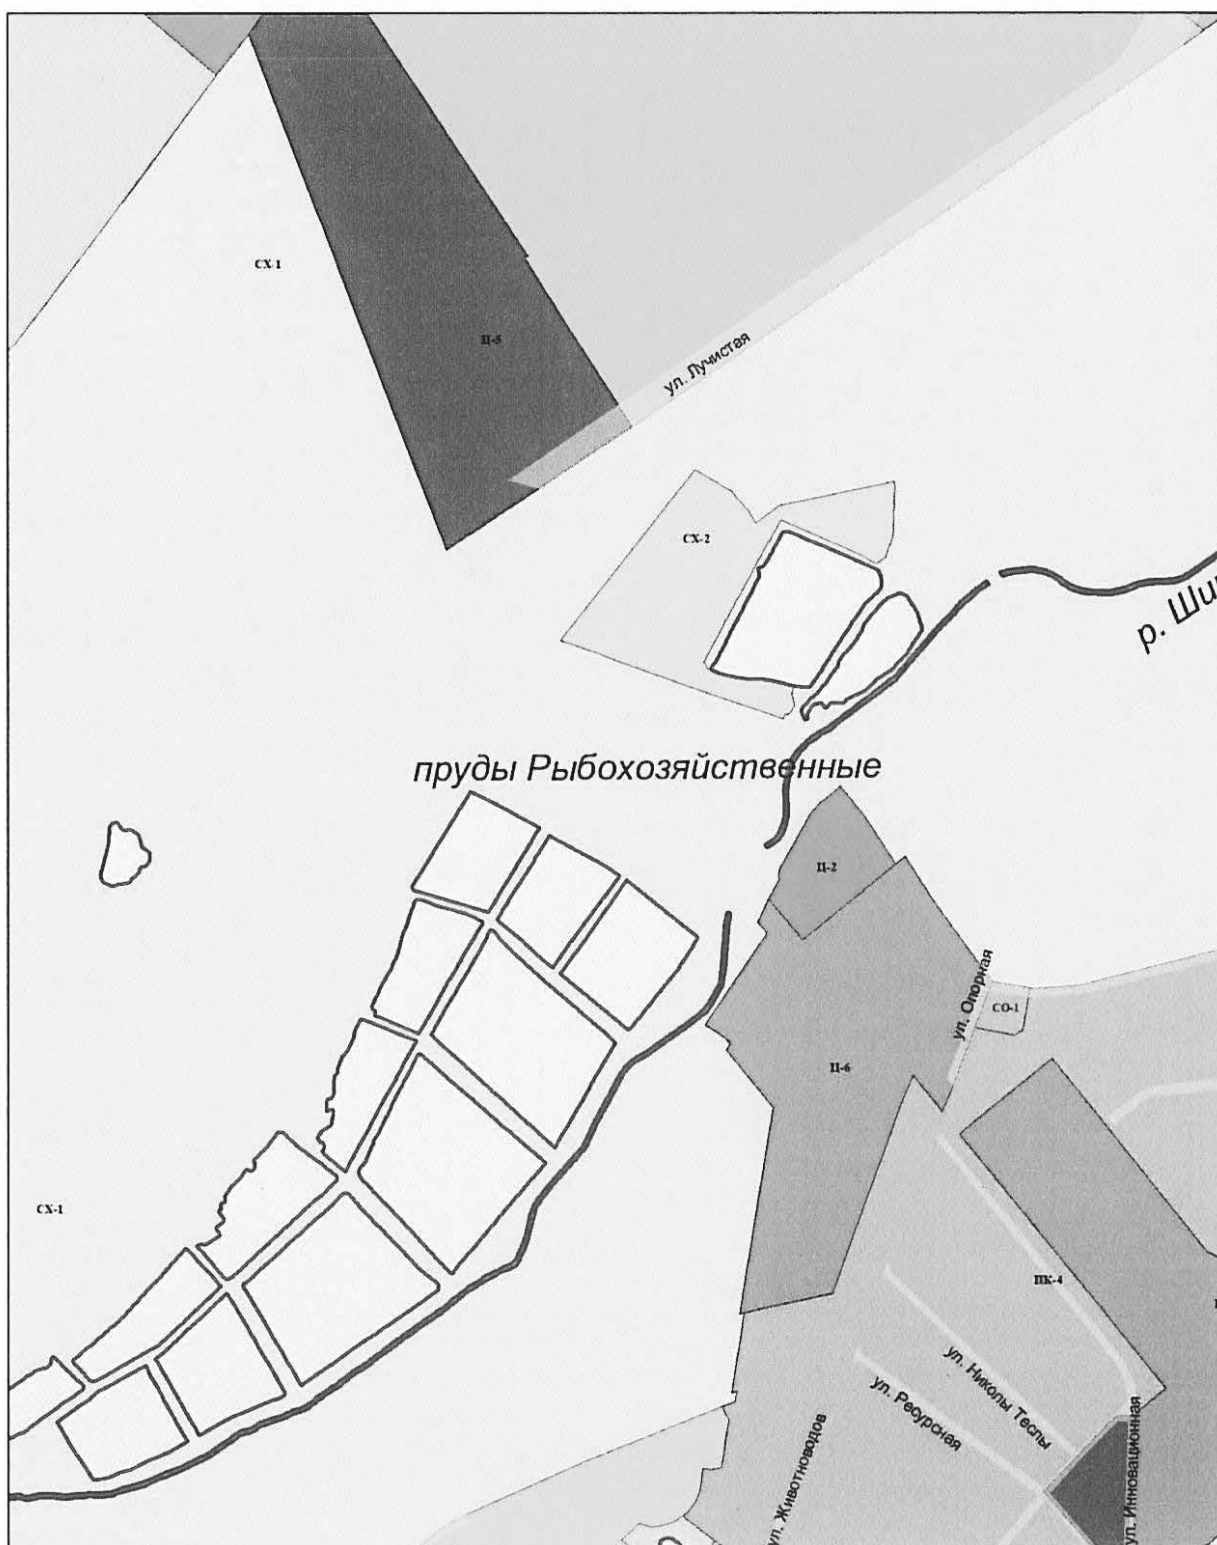 СХ-1
Ц-5
ул. Лучистая
СХ-2
р.
пруды Рыбохозяйственные
Ц-2
ул. Опорная
СО-1
Ц-6
СХ-1
ПК-4
ул. Николы Теслы
ул. Ресурсная
ул. Животноводов
ул. Инновационная